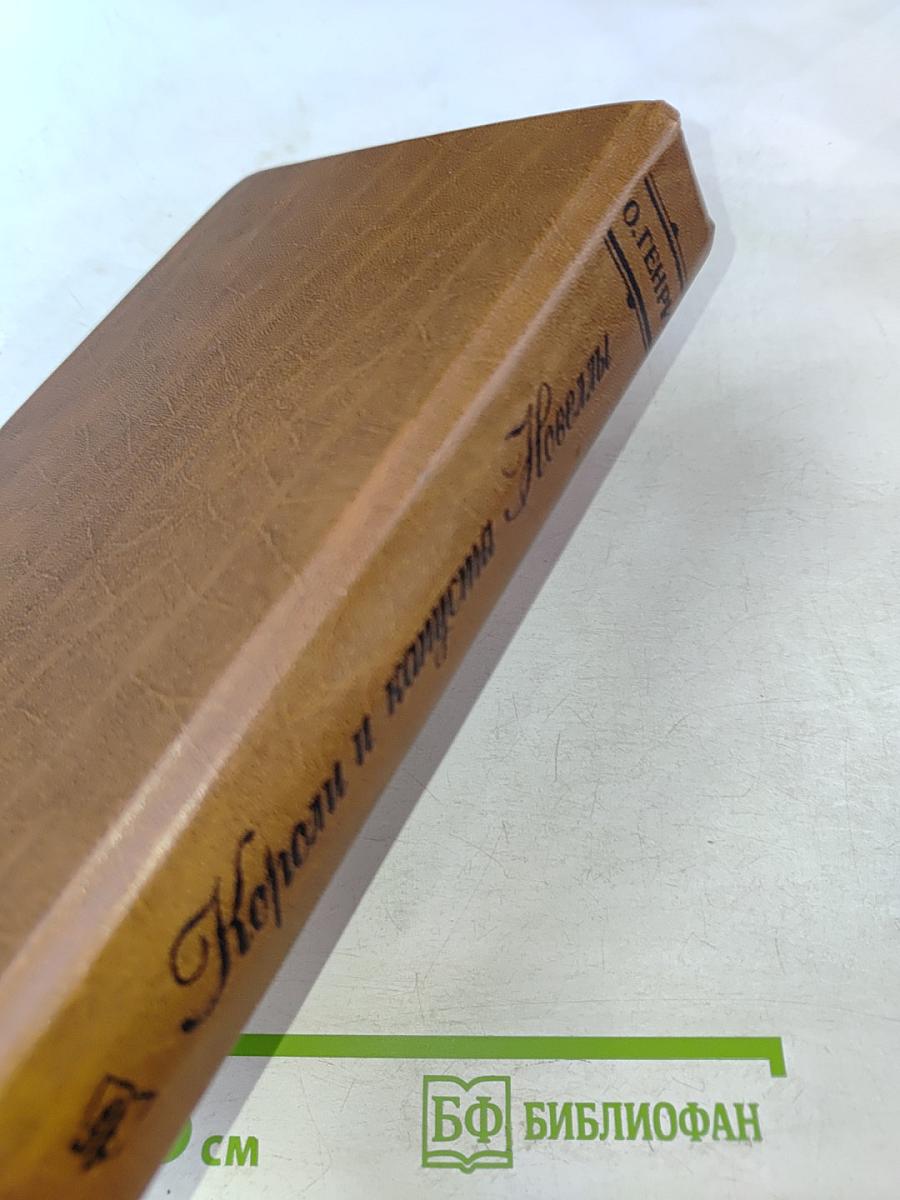 О. ГЕНРИ
Короли и капуста Новеллы
см
БФ БИБЛИОФАН